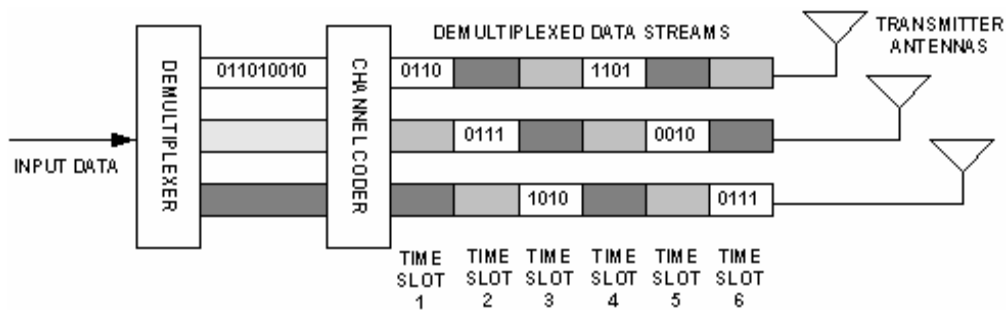 DEMULTIPLEXED DATA STREAMS
TRANSMITTER
ANTENNAS
DEMULTIPLEXER
011010010
CHANNEL CODER
0110
1101
0111
0010
INPUT DATA
1010
0111
TIME SLOT 1
TIME SLOT 2
TIME SLOT 3
TIME SLOT 4
TIME SLOT 5
TIME SLOT 6